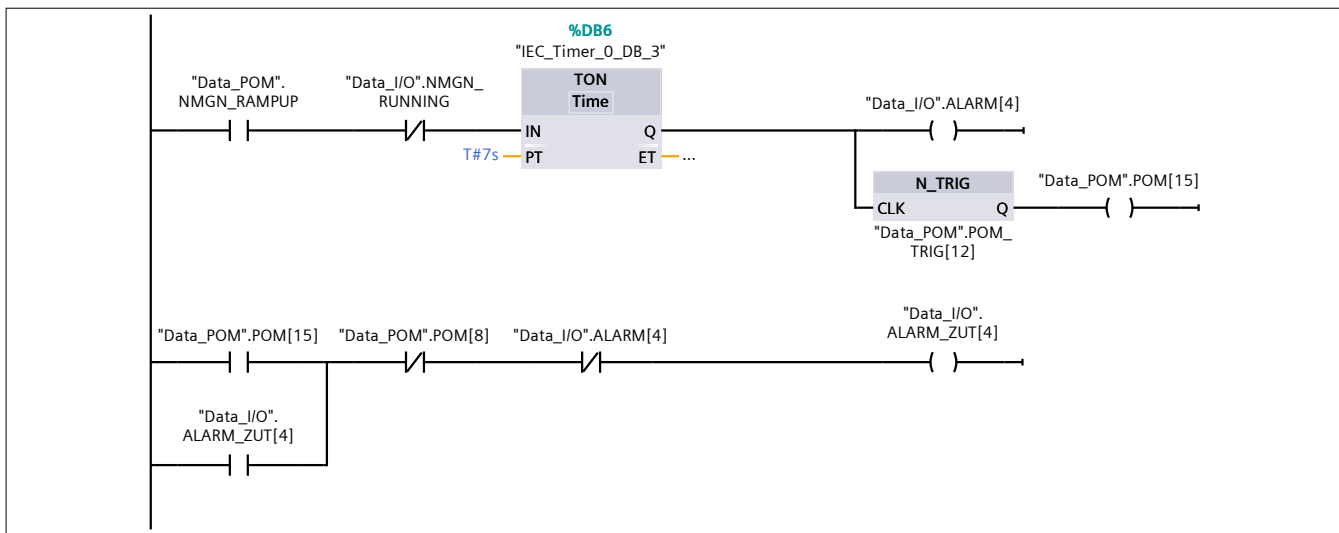 %DB6
"IEC_Timer_0_DB_3"
TON
Time
"Data_POM".
NMGN_RAMPUP
"Data_I/O".NMGN_
RUNNING
"Data_I/O".ALARM[4]
IN
Q
T#7s
PT
ET
...
N_TRIG
"Data_POM".POM[15]
CLK
Q
"Data_POM".POM_
TRIG[12]
"Data_I/O".
ALARM_ZUT[4]
"Data_POM".POM[15]
"Data_POM".POM[8]
"Data_I/O".ALARM[4]
"Data_I/O".
ALARM_ZUT[4]